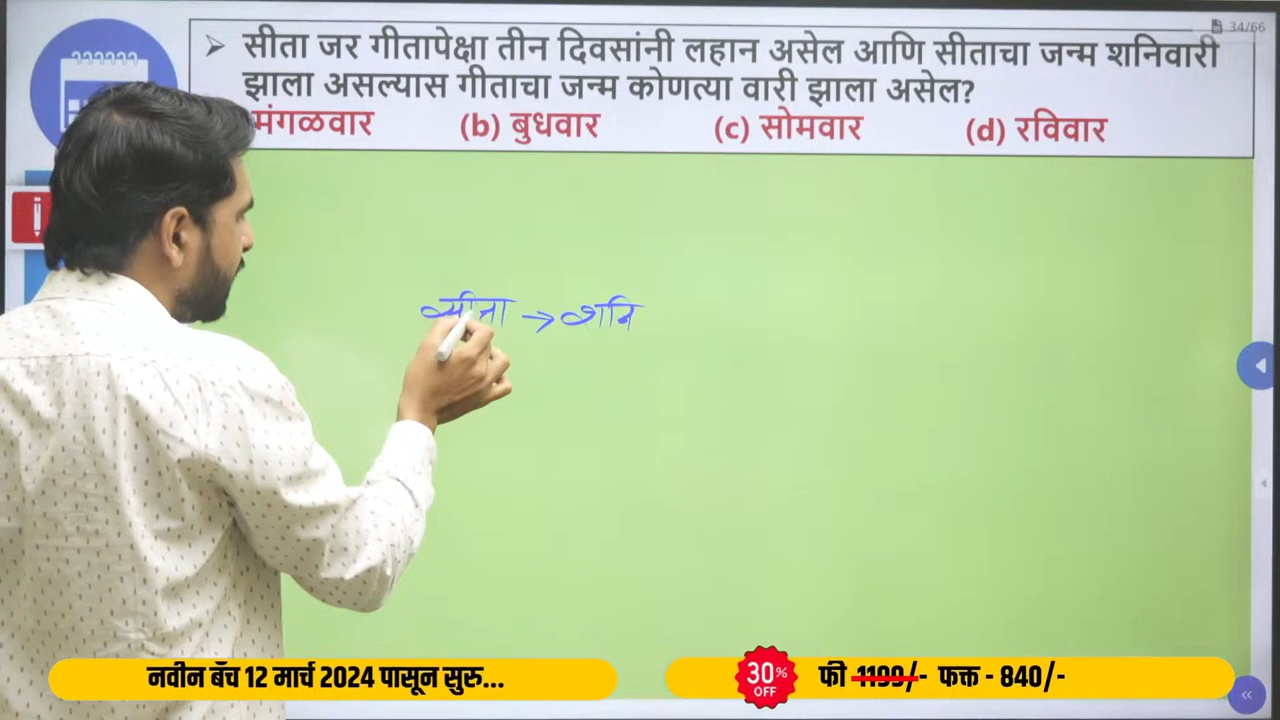 34/66
➤ सीता जर गीतापेक्षा तीन दिवसांनी लहान असेल आणि सीताचा जन्म शनिवारी
झाला असल्यास गीताचा जन्म कोणत्या वारी झाला असेल?
मंगळवार (b) बुधवार (c) सोमवार (d) रविवार
सीता → शनि
नवीन बॅच 12 मार्च 2024 पासून सुरु... 30% OFF फी 1199/- फक्त - 840/-